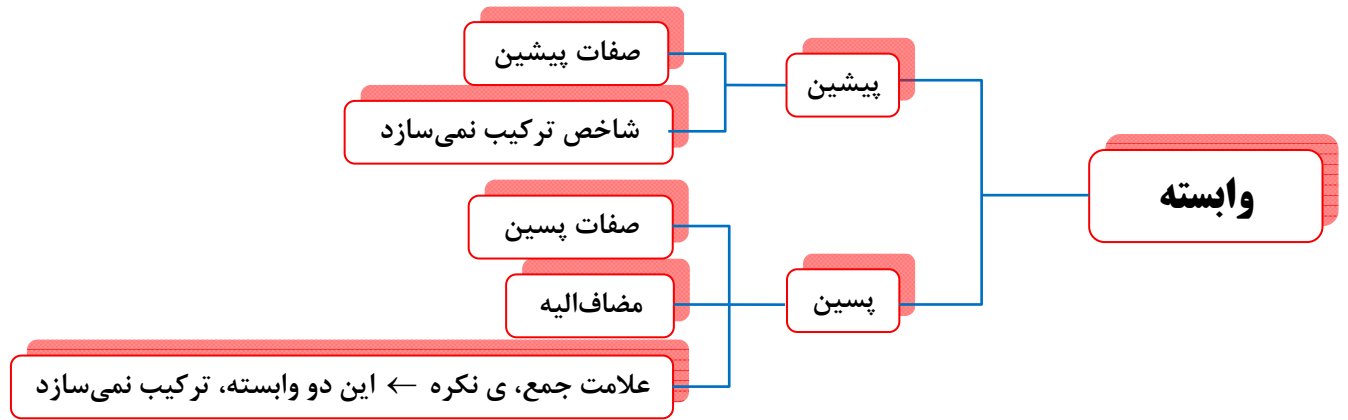 وابسته
پیشین
صفات پیشین
شاخص ترکیب نمی‌سازد
پسین
صفات پسین
مضاف‌الیه
علامت جمع، ی نکره ← این دو وابسته، ترکیب نمی‌سازد